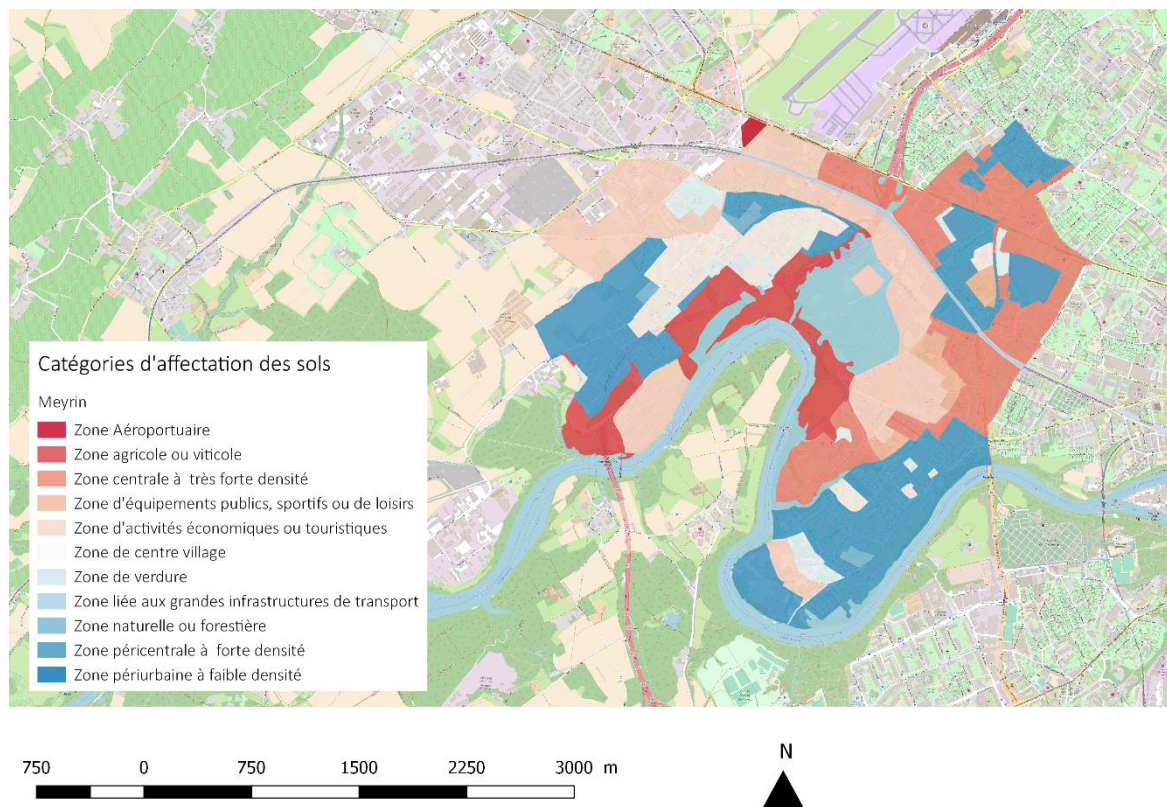 Catégories d'affectation des sols
Meyrin
Zone Aéroportuaire
Zone agricole ou viticole
Zone centrale à très forte densité
Zone d'équipements publics, sportifs ou de loisirs
Zone d'activités économiques ou touristiques
Zone de centre village
Zone de verdure
Zone liée aux grandes infrastructures de transport
Zone naturelle ou forestière
Zone péricentrale à forte densité
Zone périurbaine à faible densité
750 0 750 1500 2250 3000 m
N